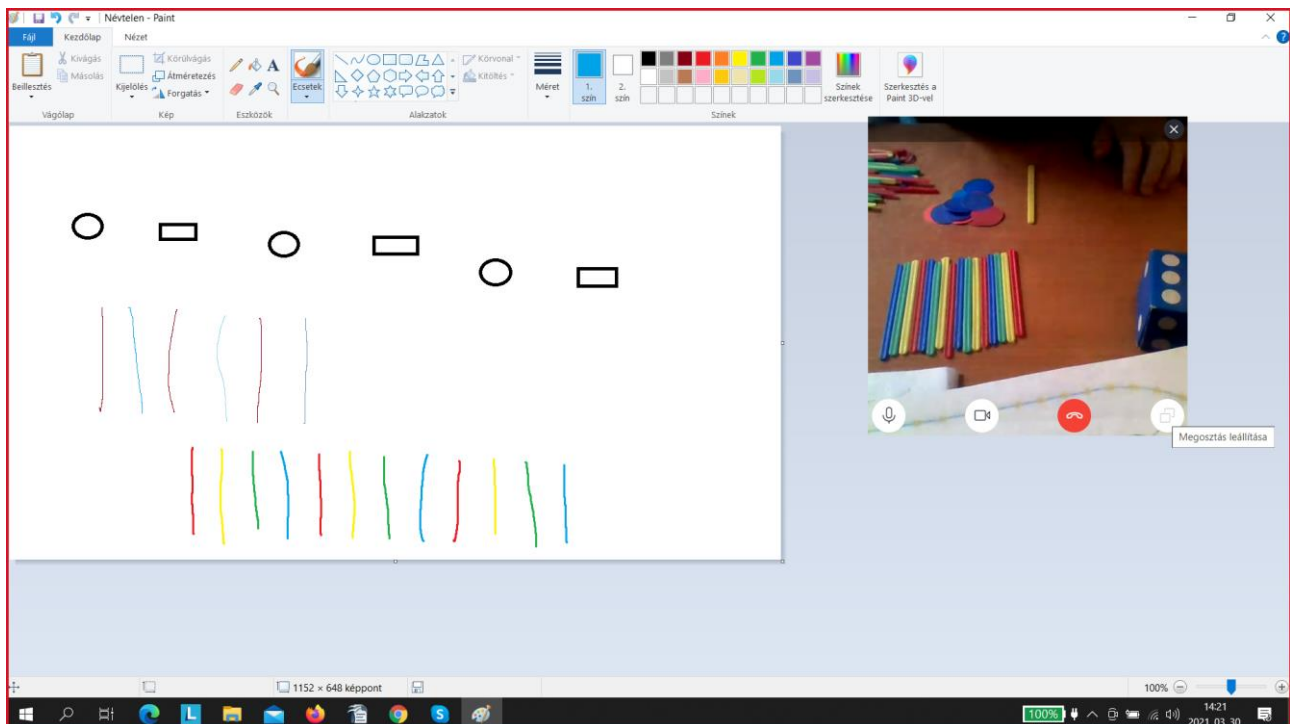 Névtelen - Paint
Fájl Kezdőlap Nézet
Beillesztés
Kivágás
Másolás
Vágólap
Kijelölés
Körülvágás
Átméretezés
Forgatás
Kép
A
Eszközök
Ecsetek
Körvonal
Kitöltés
Alakzatok
Méret
1. szín
2. szín
Színek szerkesztése
Színek
Szerkesztés a Paint 3D-vel
Megosztás leállítása
1152 × 648 képpont
100%
L
S
100%
14:21
2021. 03. 30.